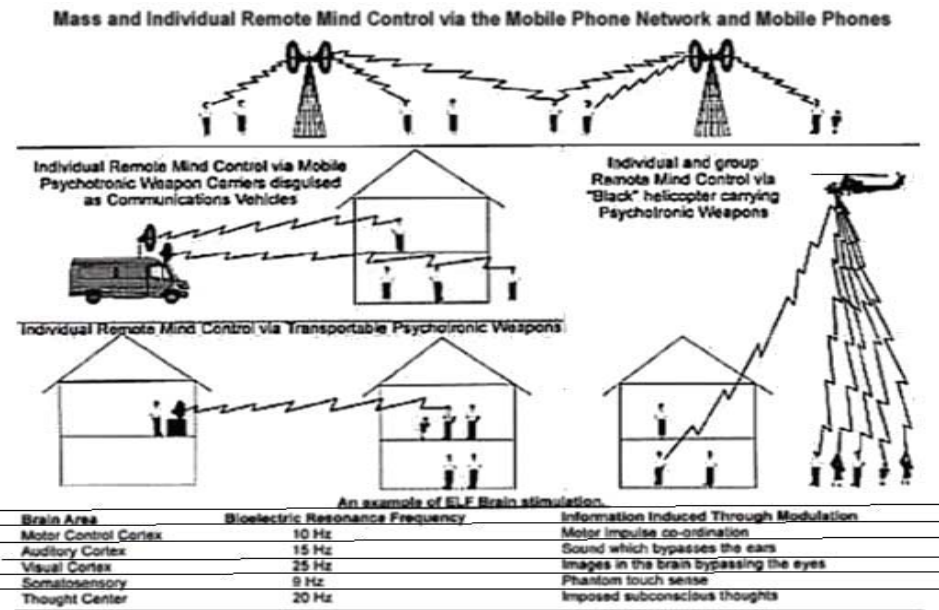 Mass and Individual Remote Mind Control via the Mobile Phone Network and Mobile Phones
Individual Remote Mind Control via Mobile
Psychotronic Weapon Carriers disguised
as Communications Vehicles
Individual and group
Remote Mind Control via
"Black" helicopter carrying
Psychotronic Weapons
Individual Remote Mind Control via Transportable Psychotronic Weapons
An example of ELF Brain stimulation.
Brain Area Bioelectric Resonance Frequency Information Induced Through Modulation
Motor Control Cortex 10 Hz Motor impulse co-ordination
Auditory Cortex 15 Hz Sound which bypasses the ears
Visual Cortex 25 Hz Images in the brain bypassing the eyes
Somatosensory 9 Hz Phantom touch sense
Thought Center 20 Hz Imposed subconscious thoughts